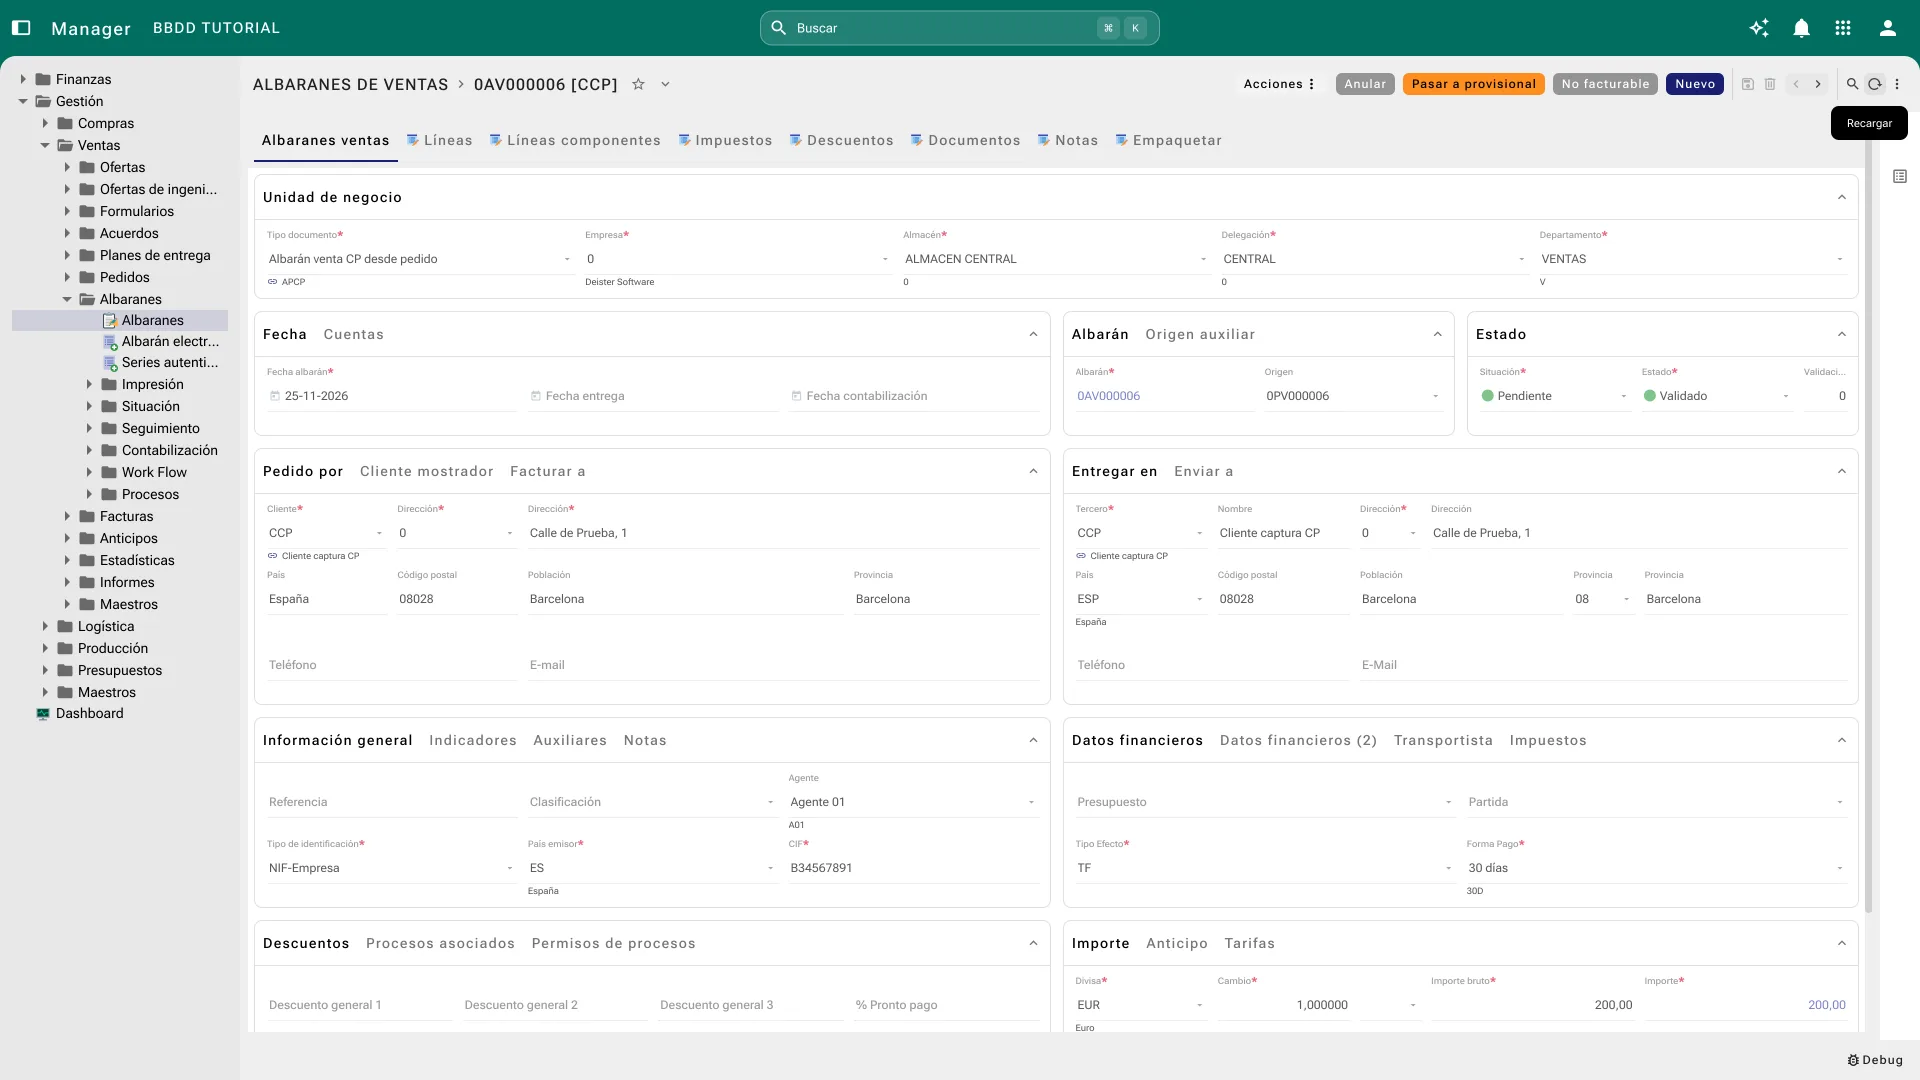 Manager BBDD TUTORIAL Buscar ⌘ K
Finanzas
Gestión
Compras
Ventas
Ofertas
Ofertas de ingeni...
Formularios
Acuerdos
Planes de entrega
Pedidos
Albaranes
Albaranes
Albarán electr...
Series autenti...
Impresión
Situación
Seguimiento
Contabilización
Work Flow
Procesos
Facturas
Anticipos
Estadísticas
Informes
Maestros
Logística
Producción
Presupuestos
Maestros
Dashboard
ALBARANES DE VENTAS > 0AV000006 [CCP] Acciones Anular Pasar a provisional No facturable Nuevo
Recargar
Albaranes ventas Líneas Líneas componentes Impuestos Descuentos Documentos Notas Empaquetar
Unidad de negocio
Tipo documento* Empresa* Almacén* Delegación* Departamento*
Albarán venta CP desde pedido 0 ALMACEN CENTRAL CENTRAL VENTAS
APCP Deister Software 0 0 V
Fecha Cuentas
Fecha albarán*
25-11-2026 Fecha entrega Fecha contabilización
Albarán Origen auxiliar
Albarán* Origen
0AV000006 0PV000006
Estado
Situación* Estado* Validaci...
Pendiente Validado 0
Pedido por Cliente mostrador Facturar a
Cliente* Dirección* Dirección*
CCP 0 Calle de Prueba, 1
Cliente captura CP
País Código postal Población Provincia
España 08028 Barcelona Barcelona
Teléfono E-mail
Entregar en Enviar a
Tercero* Nombre Dirección* Dirección
CCP Cliente captura CP 0 Calle de Prueba, 1
Cliente captura CP
País Código postal Población Provincia Provincia
ESP 08028 Barcelona 08 Barcelona
España
Teléfono E-Mail
Información general Indicadores Auxiliares Notas
Agente
Referencia Clasificación Agente 01
A01
Tipo de identificación* País emisor* CIF*
NIF-Empresa ES B34567891
España
Datos financieros Datos financieros (2) Transportista Impuestos
Presupuesto Partida
Tipo Efecto* Forma Pago*
TF 30 días
30D
Descuentos Procesos asociados Permisos de procesos
Descuento general 1 Descuento general 2 Descuento general 3 % Pronto pago
Importe Anticipo Tarifas
Divisa* Cambio* Importe bruto* Importe*
EUR 1,000000 200,00 200,00
Euro
Debug